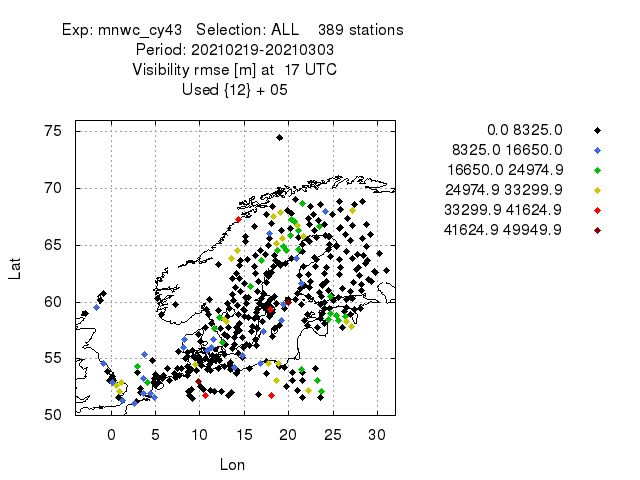 Exp: mnwc_cy43 Selection: ALL 389 stations
Period: 20210219-20210303
Visibility rmse [m] at 17 UTC
Used {12} + 05
0.0 8325.0
8325.0 16650.0
16650.0 24974.9
24974.9 33299.9
33299.9 41624.9
41624.9 49949.9
75
70
65
60
55
50
Lat
0 5 10 15 20 25 30
Lon